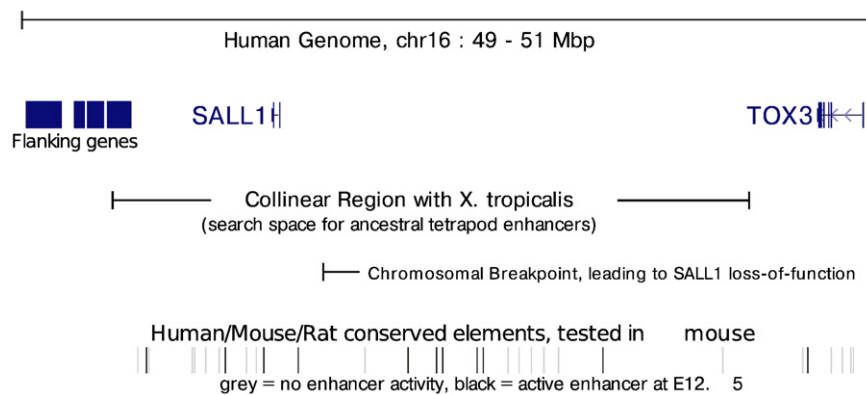 Human Genome, chr16 : 49 - 51 Mbp
SALL1 TOX3
Flanking genes
Collinear Region with X. tropicalis
(search space for ancestral tetrapod enhancers)
Chromosomal Breakpoint, leading to SALL1 loss-of-function
Human/Mouse/Rat conserved elements, tested in mouse
grey = no enhancer activity, black = active enhancer at E12. 5